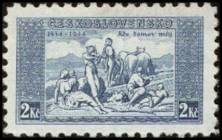 ČESKOSLOVENSKO
1834-1934 Kde domov můj
2Kč 2Kč